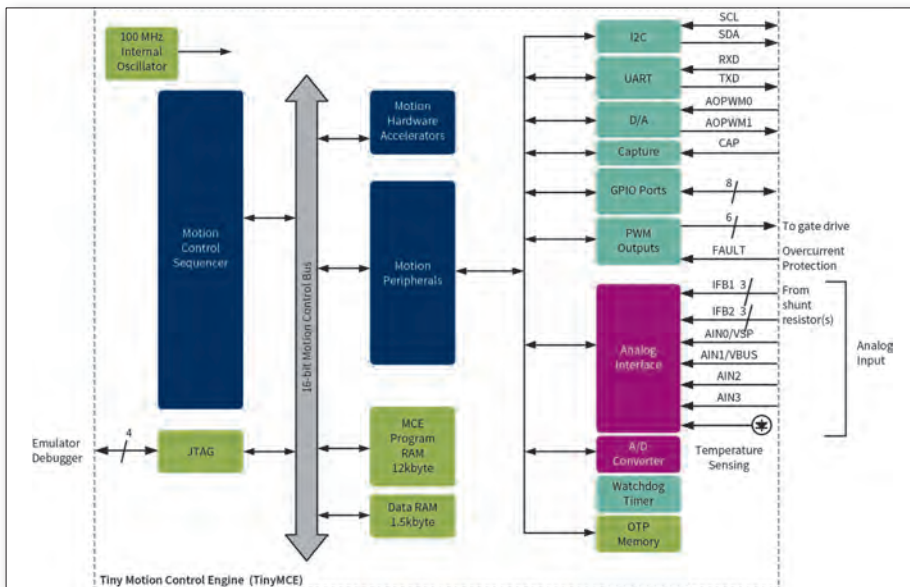 100 MHz
Internal
Oscillator
Motion
Control
Sequencer
Emulator
Debugger
4
JTAG
16-bit Motion Control Bus
Motion
Hardware
Accelerators
Motion
Peripherals
MCE
Program
RAM
12kbyte
Data RAM
1.5kbyte
I2C
SCL
SDA
UART
RXD
TXD
D/A
AOPWM0
AOPWM1
Capture
CAP
GPIO Ports
8
PWM
Outputs
6
To gate drive
FAULT
Overcurrent
Protection
Analog
Interface
IFB1 3
IFB2 3
From
shunt
resistor(s)
AIN0/VSP
AIN1/VBUS
AIN2
AIN3
Analog
Input
A/D
Converter
Temperature
Sensing
Watchdog
Timer
OTP
Memory
Tiny Motion Control Engine (TinyMCE)